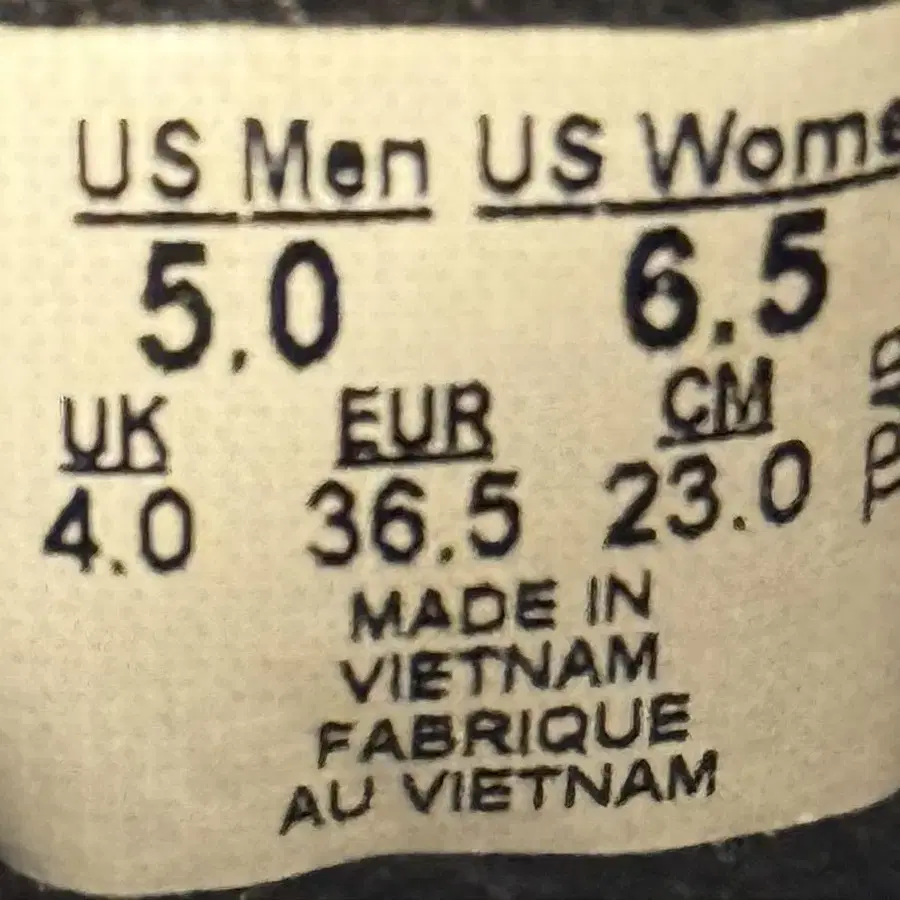 US Men US Wome
5.0 6.5
UK EUR CM
4.0 36.5 23.0
MADE IN
VIETNAM
FABRIQUE
AU VIETNAM